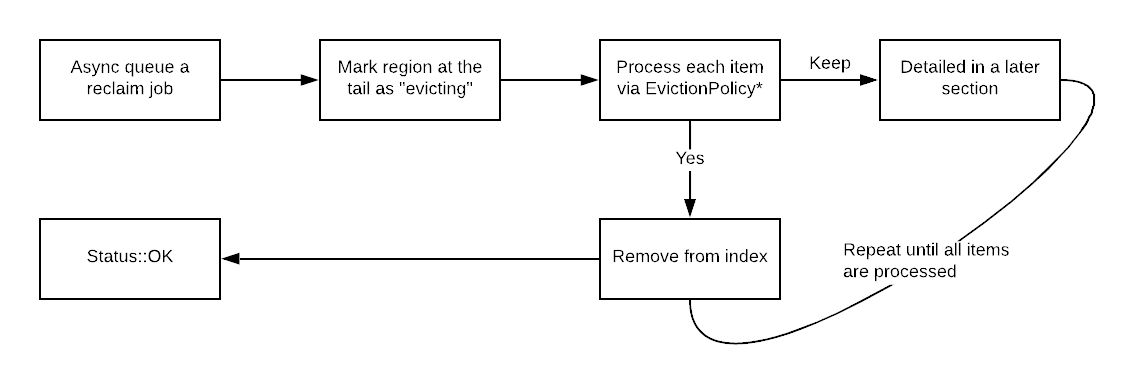 Async queue a
reclaim job
Mark region at the
tail as "evicting"
Process each item
via EvictionPolicy*
Keep
Detailed in a later
section
Yes
Status::OK
Remove from index
Repeat until all items
are processed